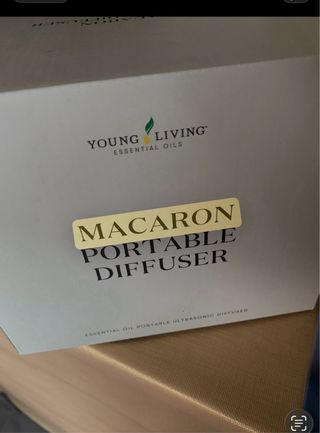 YOUNG LIVING
ESSENTIAL OILS
MACARON
PORTABLE
DIFFUSER
ESSENTIAL OIL PORTABLE ULTRASONIC DIFFUSER